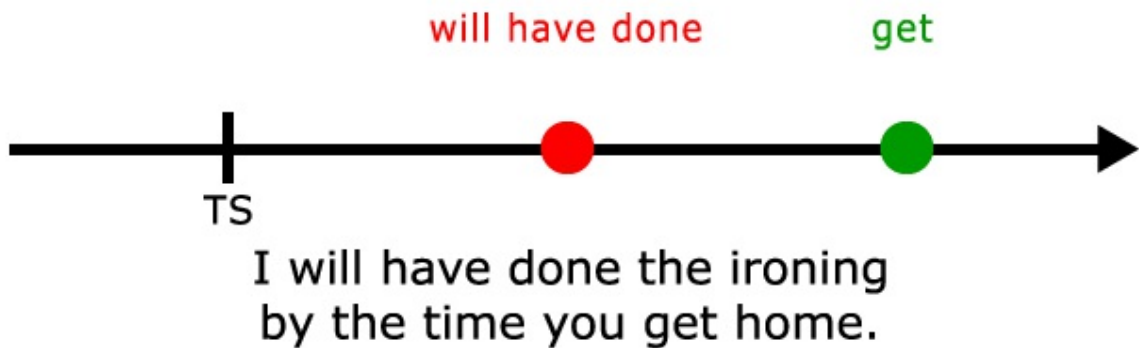 will have done get
TS
I will have done the ironing
by the time you get home.